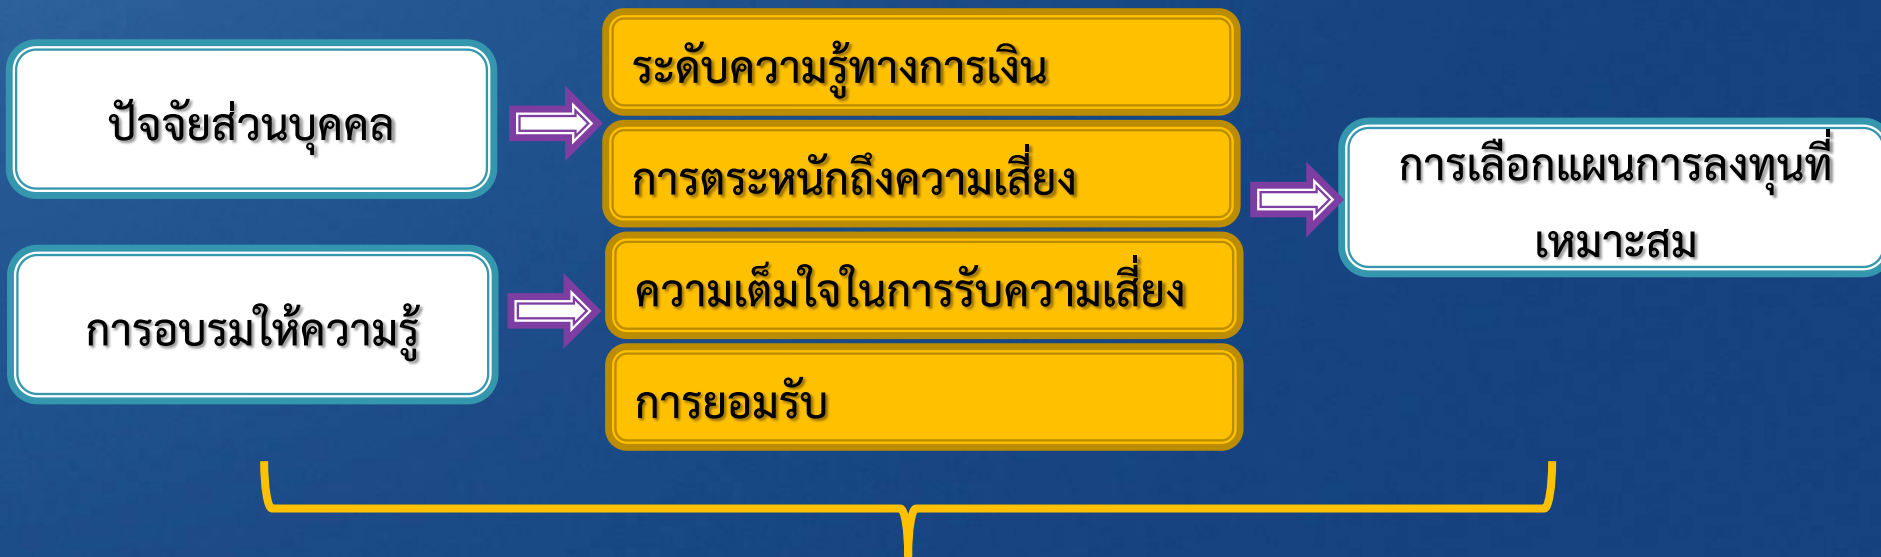 ปัจจัยส่วนบุคคล
การอบรมให้ความรู้
ระดับความรู้ทางการเงิน
การตระหนักถึงความเสี่ยง
ความเต็มใจในการรับความเสี่ยง
การยอมรับ
การเลือกแผนการลงทุนที่
เหมาะสม